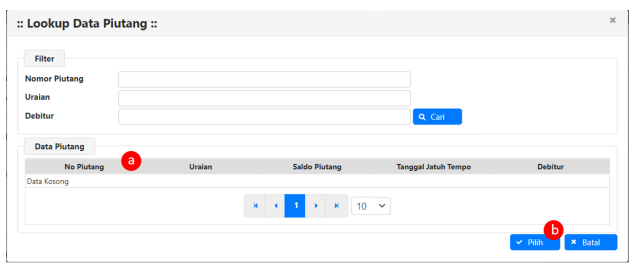 :: Lookup Data Piutang ::
Filter
Nomor Piutang
Uraian
Debitur
Cari
Data Piutang
a
No Piutang Uraian Saldo Piutang Tanggal Jatuh Tempo Debitur
Data Kosong
1 10
b
Pilih Batal